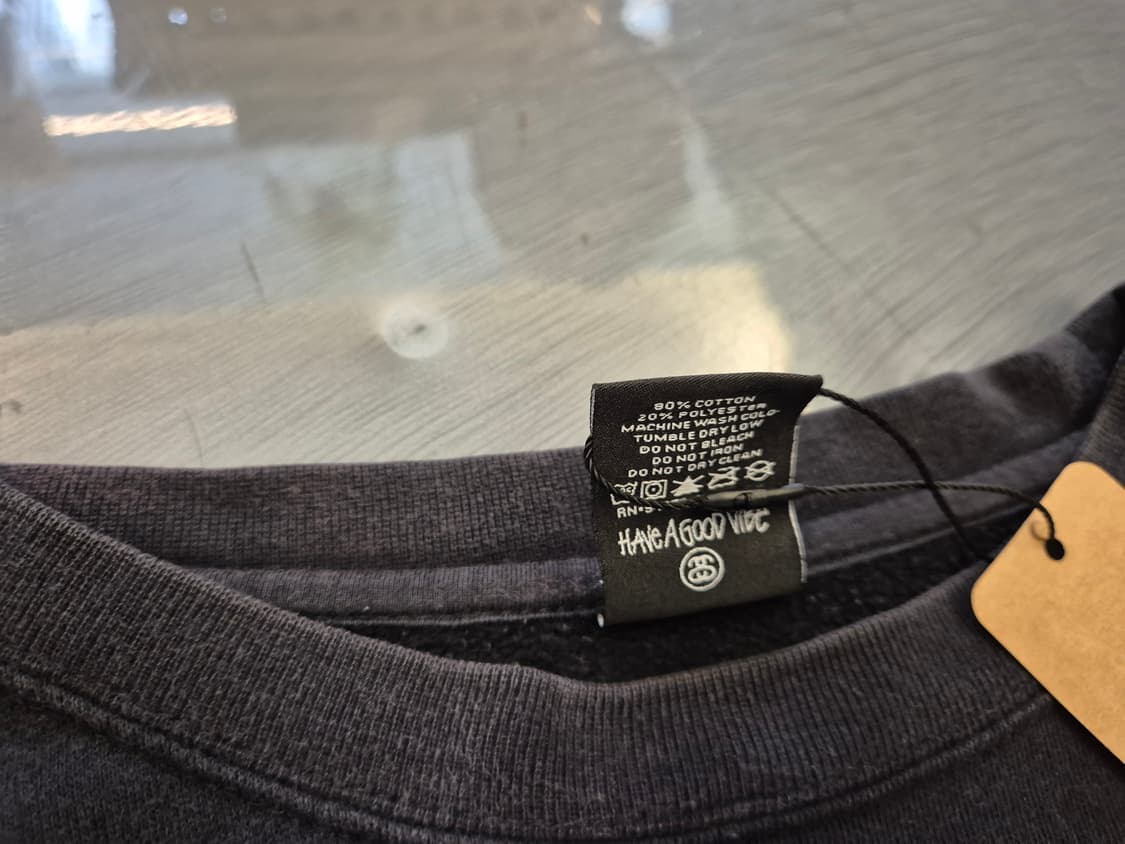 80% COTTON
20% POLYESTER
MACHINE WASH COLD
TUMBLE DRY LOW
DO NOT BLEACH
DO NOT IRON
DO NOT DRY CLEAN
HAVE A GOOD VIBE